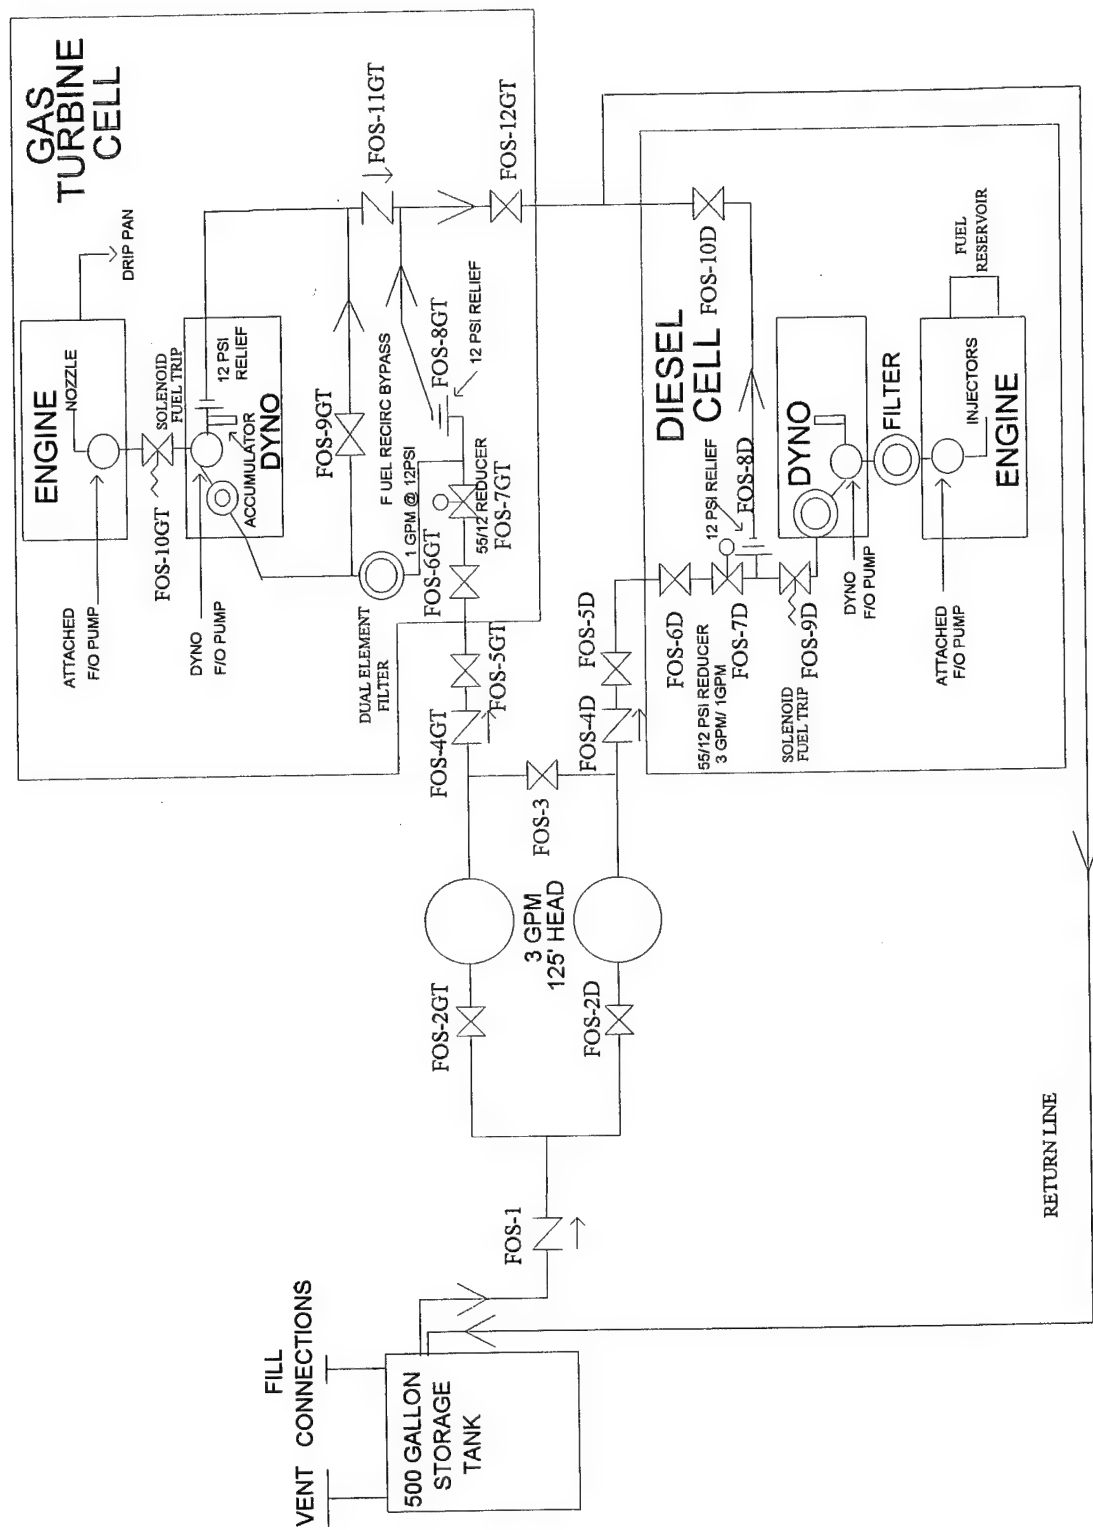 GAS
TURBINE
CELL
ENGINE
NOZZLE
DRIP PAN
ATTACHED
F/O PUMP
FOS-10GT
SOLENOID
FUEL TRIP
12 PSI
RELIEF
ACCUMULATOR
DYNO
DYNO
F/O PUMP
FOS-9GT
FOS-11GT
FOS-12GT
F UEL RECIRC BYPASS
1 GPM @ 12PSI
FOS-8GT
12 PSI RELIEF
55/12 REDUCER
FOS-7GT
FOS-6GT
DUAL ELEMENT
FILTER
FOS-5GT
FOS-4GT
FOS-3
FOS-4D
FOS-5D
DIESEL
CELL
FOS-10D
12 PSI RELIEF
FOS-8D
FOS-6D
55/12 PSI REDUCER
3 GPM/ 1GPM
FOS-7D
SOLENOID
FUEL TRIP
FOS-9D
DYNO
DYNO
F/O PUMP
FILTER
FUEL
RESERVOIR
INJECTORS
ENGINE
ATTACHED
F/O PUMP
3 GPM
125' HEAD
FOS-2GT
FOS-2D
FOS-1
RETURN LINE
FILL
VENT CONNECTIONS
500 GALLON
STORAGE
TANK